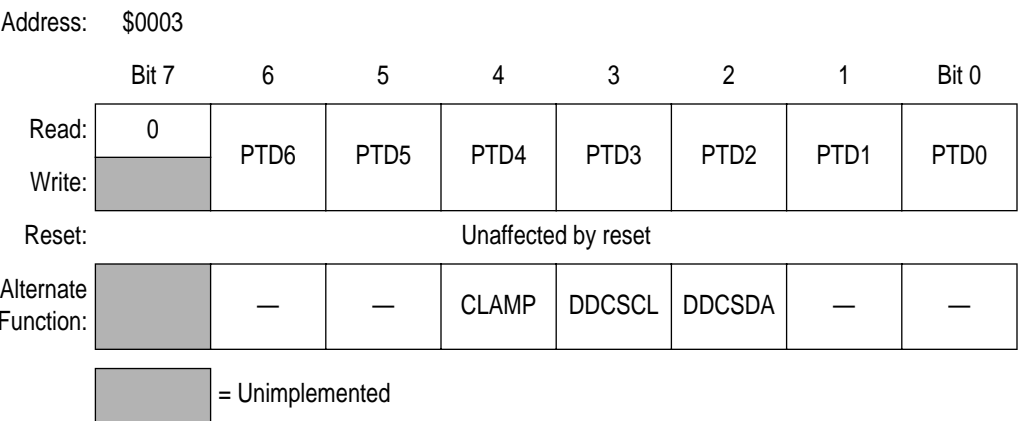 Address: $0003
Bit 7 6 5 4 3 2 1 Bit 0
Read: 0
PTD6 PTD5 PTD4 PTD3 PTD2 PTD1 PTD0
Write:
Reset: Unaffected by reset
Alternate
Function: — — CLAMP DDCSCL DDCSDA — —
= Unimplemented